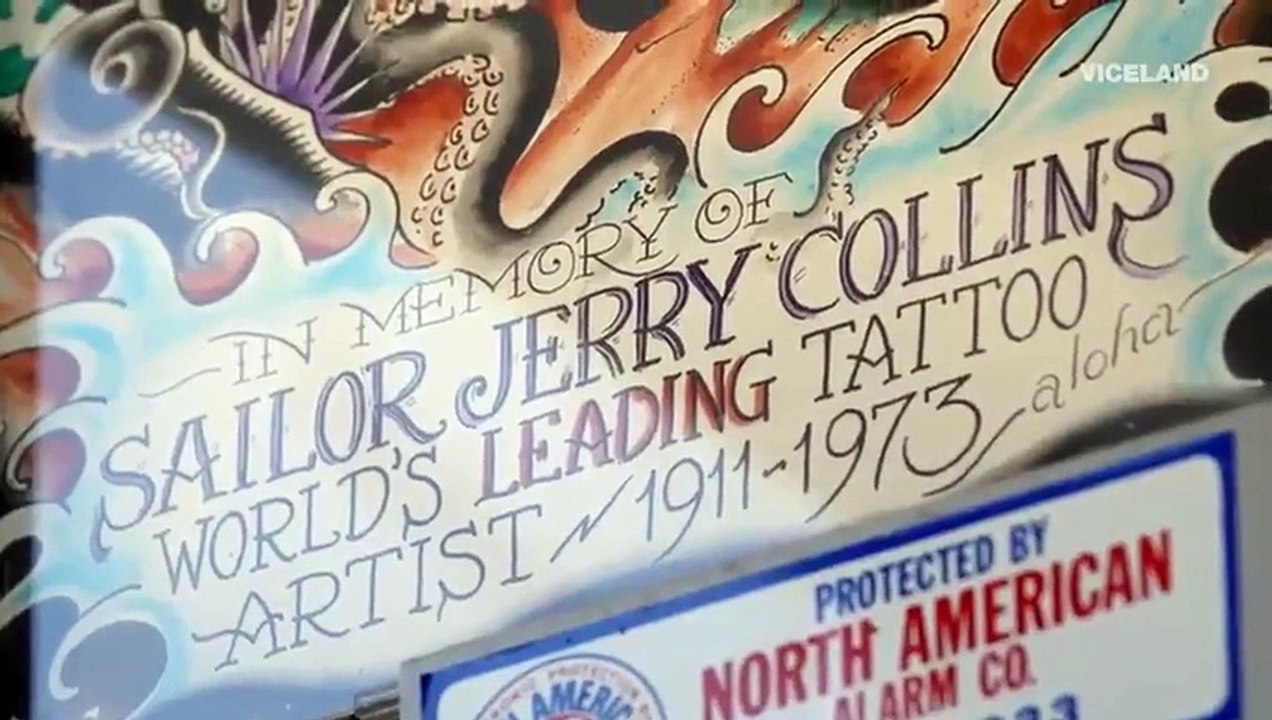 VICELAND
IN MEMORY OF
SAILOR JERRY COLLINS
WORLD'S LEADING TATTOO
ARTIST ~ 1911-1973
aloha
PROTECTED BY
NORTH AMERICAN
ALARM CO.
AMERIC